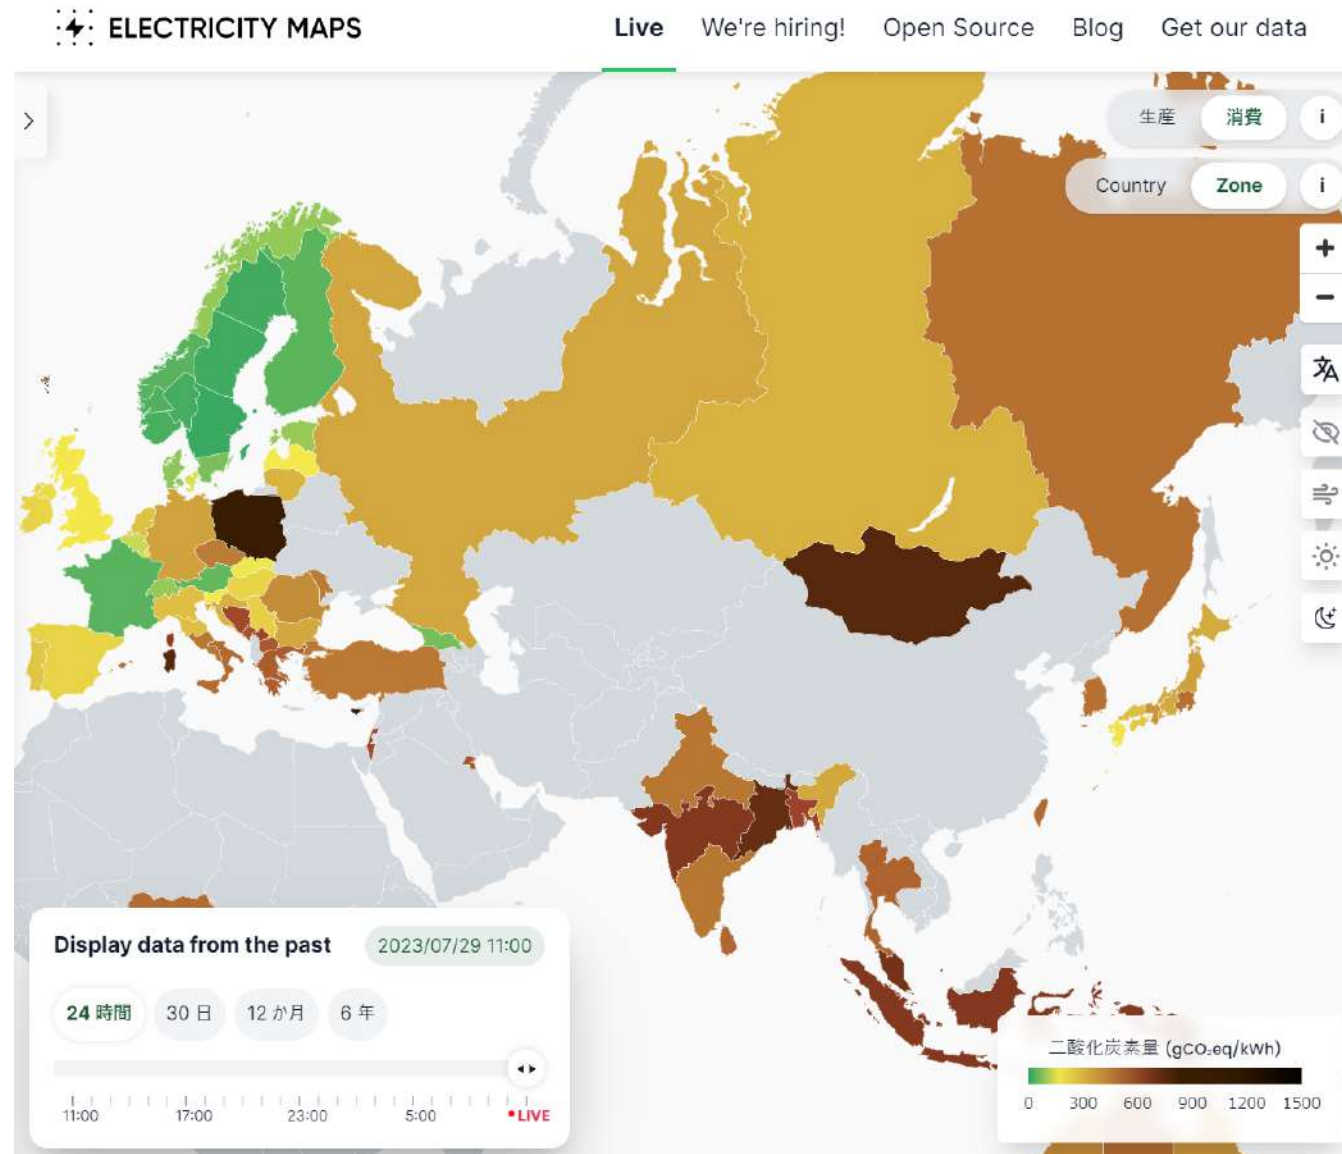 ELECTRICITY MAPS
Live We're hiring! Open Source Blog Get our data
生産 消費 i
Country Zone i
Display data from the past 2023/07/29 11:00
24 時間 30 日 12 か月 6 年
11:00 17:00 23:00 5:00 LIVE
二酸化炭素量 (gCO₂eq/kWh)
0 300 600 900 1200 1500